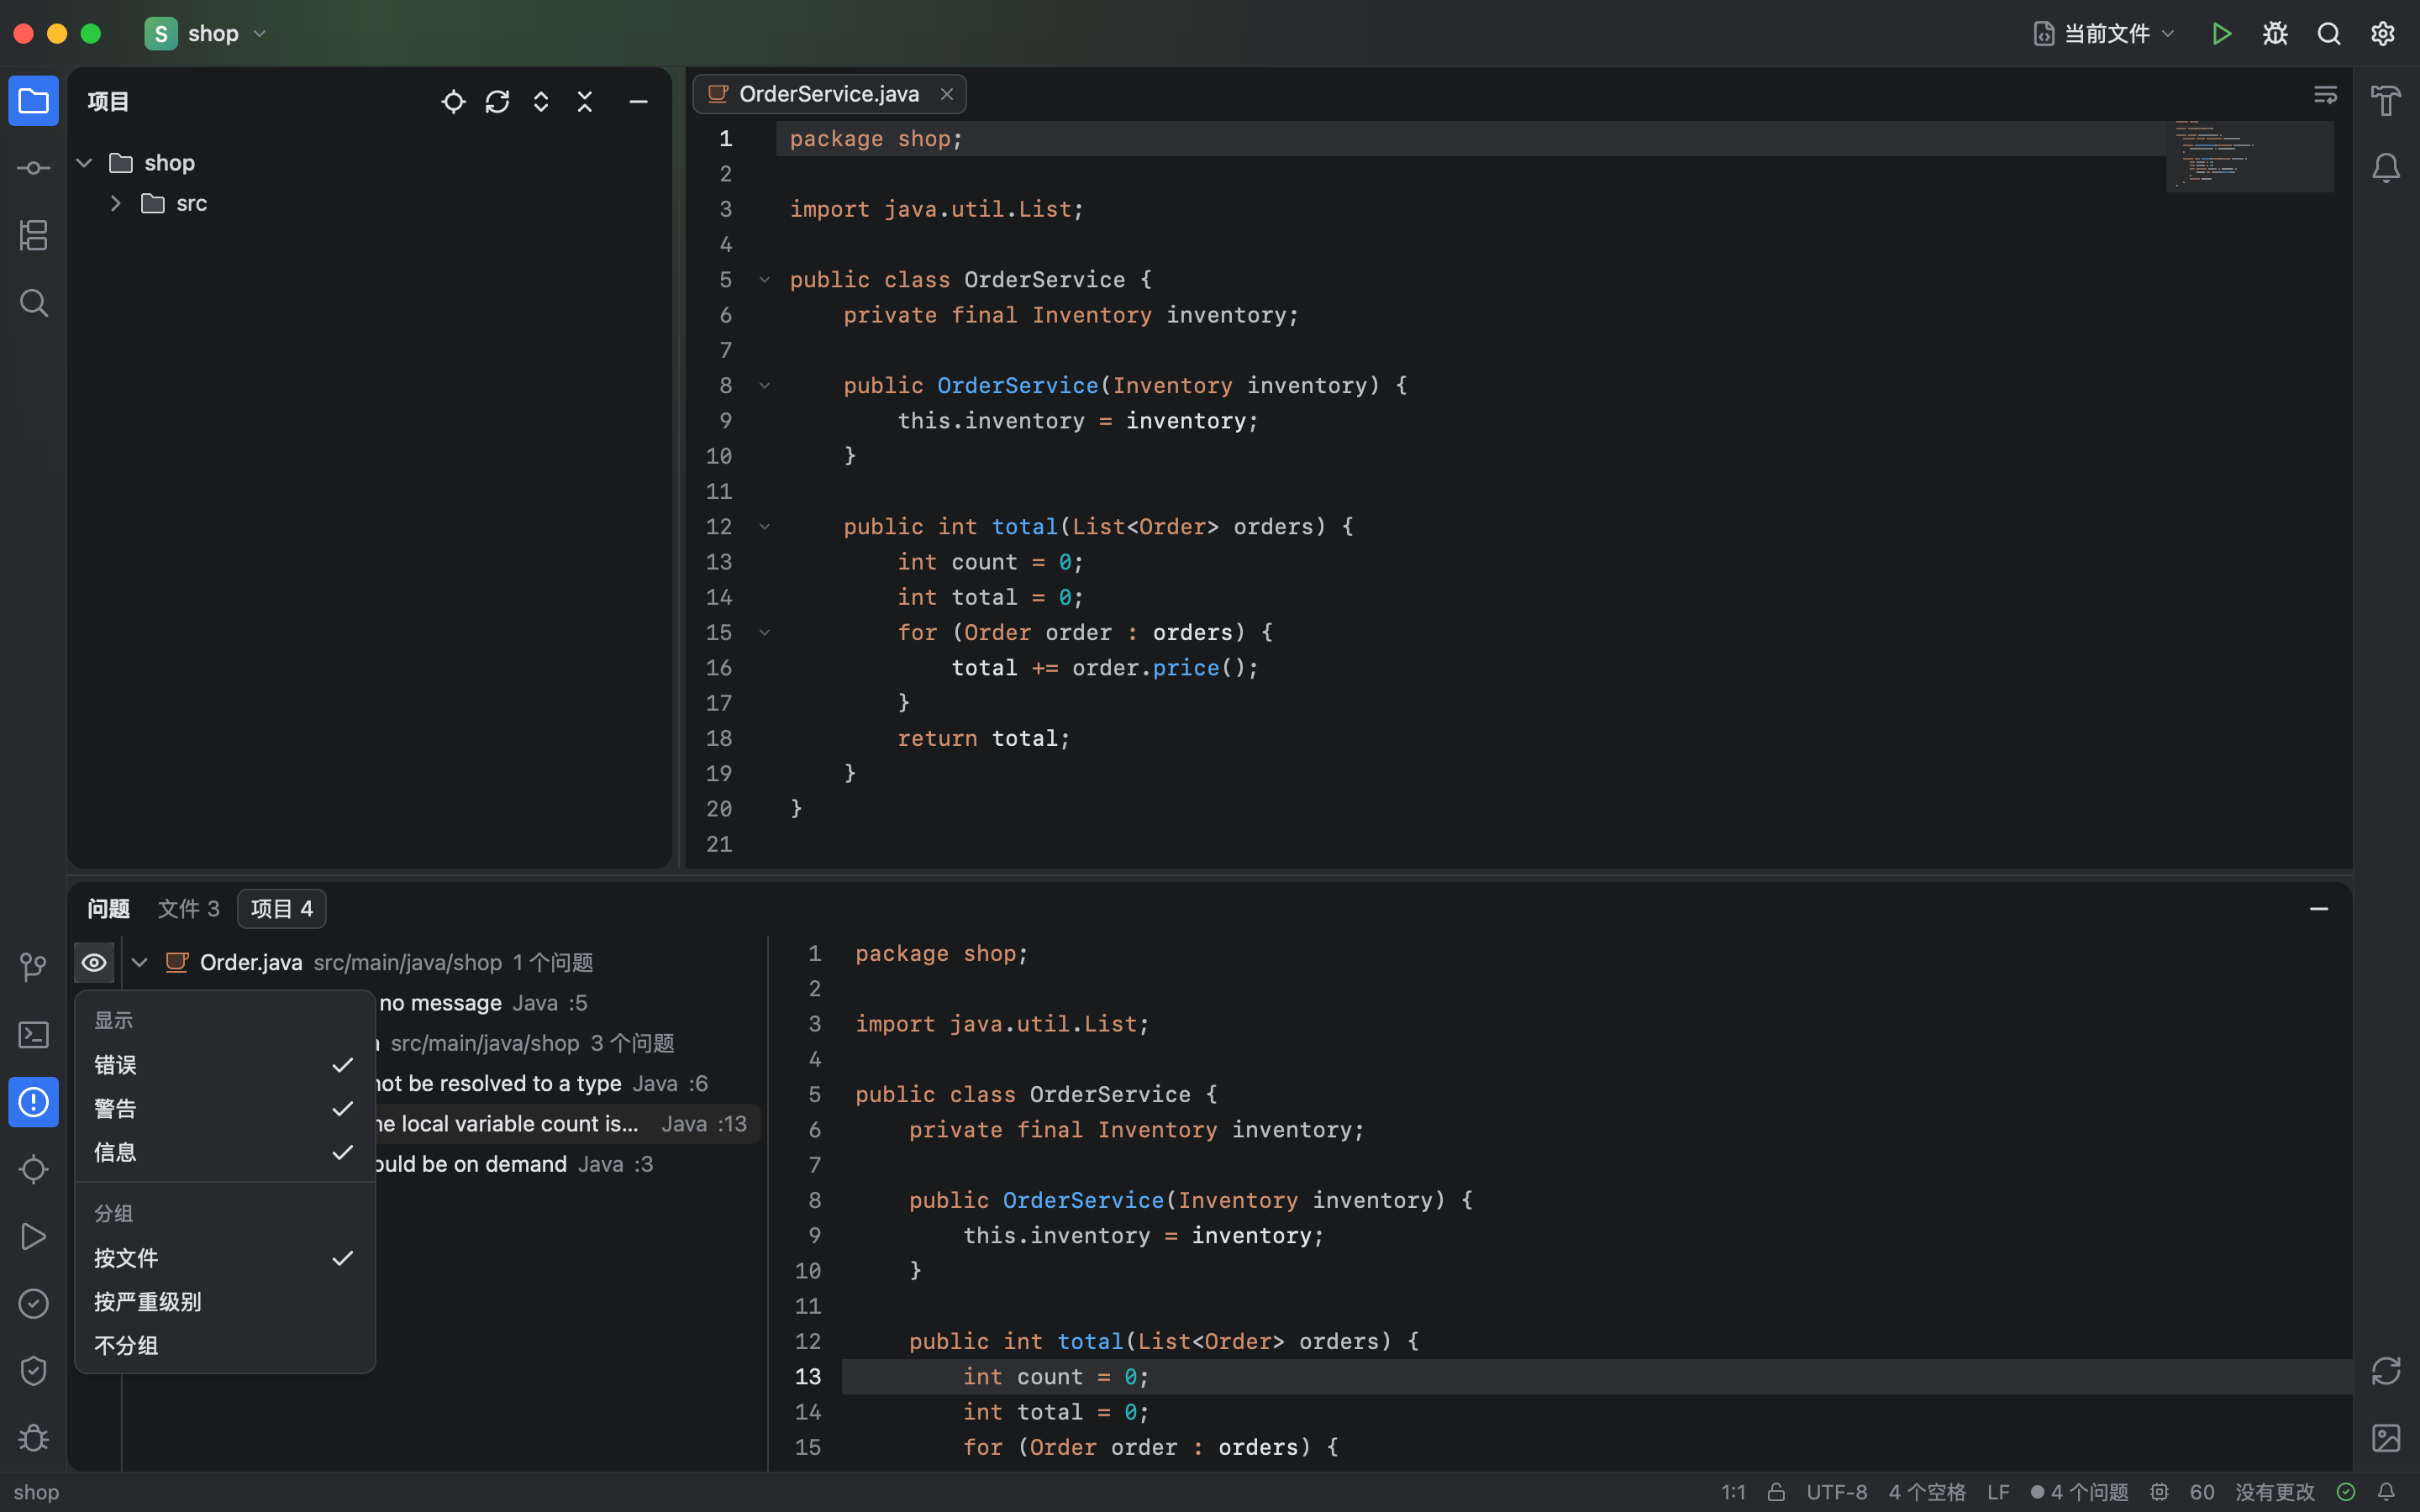 S shop
当前文件
项目
shop
src
OrderService.java
1 package shop;
2
3 import java.util.List;
4
5 public class OrderService {
6 private final Inventory inventory;
7
8 public OrderService(Inventory inventory) {
9 this.inventory = inventory;
10 }
11
12 public int total(List<Order> orders) {
13 int count = 0;
14 int total = 0;
15 for (Order order : orders) {
16 total += order.price();
17 }
18 return total;
19 }
20 }
21
问题 文件 3 项目 4
Order.java src/main/java/shop 1 个问题
no message Java :5
src/main/java/shop 3 个问题
not be resolved to a type Java :6
local variable count is... Java :13
be on demand Java :3
显示
错误
警告
信息
分组
按文件
按严重级别
不分组
1 package shop;
2
3 import java.util.List;
4
5 public class OrderService {
6 private final Inventory inventory;
7
8 public OrderService(Inventory inventory) {
9 this.inventory = inventory;
10 }
11
12 public int total(List<Order> orders) {
13 int count = 0;
14 int total = 0;
15 for (Order order : orders) {
shop
1:1 UTF-8 4 个空格 LF 4 个问题 60 没有更改